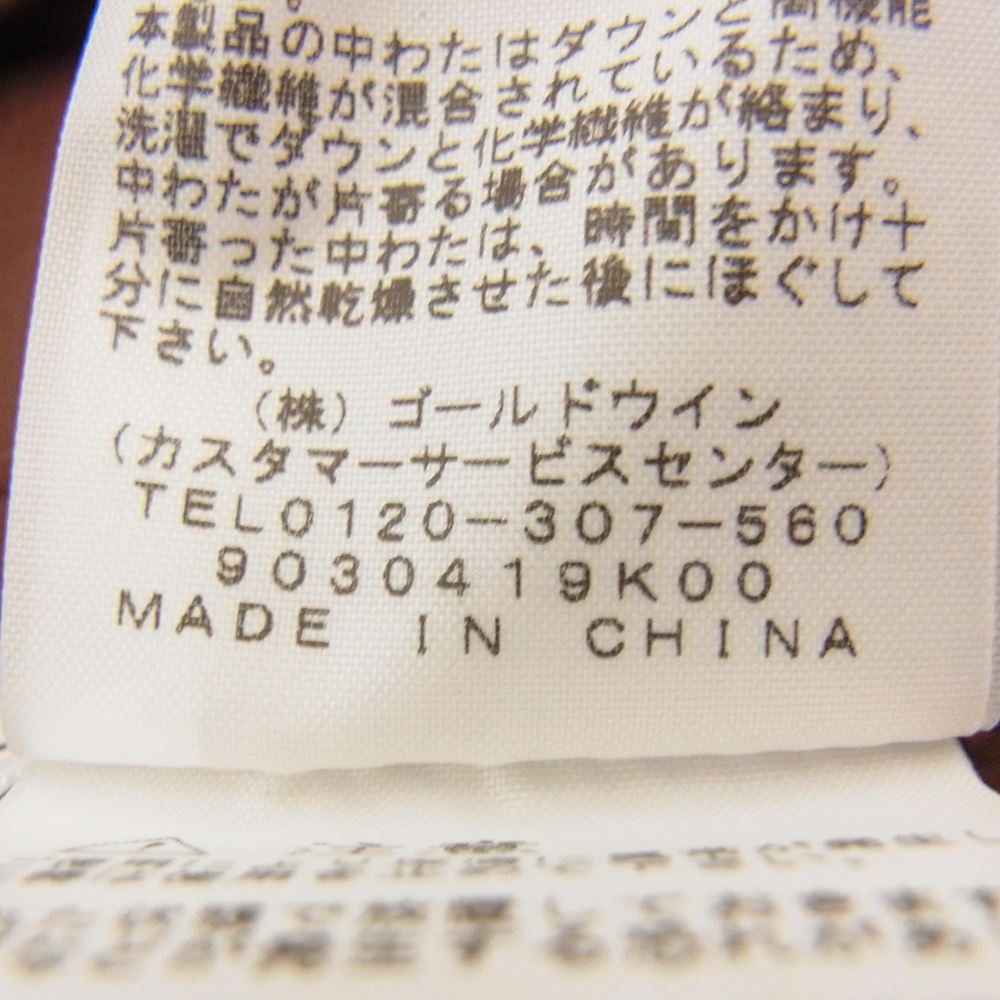 本製品の中わたはダウンと高機能
化学繊維が混合されているため、
洗濯でダウンと化学繊維が絡まり、
中わたが片寄る場合があります。
片寄った中わたは、時間をかけ十
分に自然乾燥させた後にほぐして
下さい。
(株)ゴールドウイン
(カスタマーサービスセンター)
TEL0120-307-560
9030419K00
MADE IN CHINA